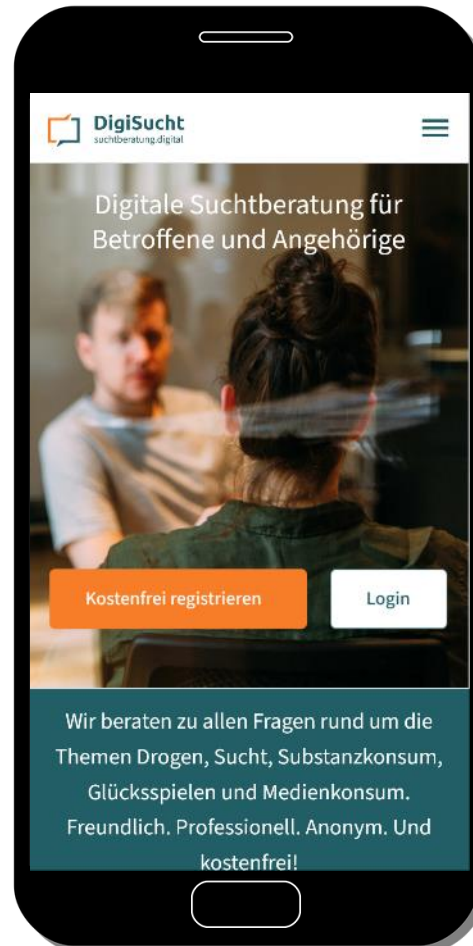 DigiSucht
suchtberatung.digital
Digitale Suchtberatung für
Betroffene und Angehörige
Kostenfrei registrieren
Login
Wir beraten zu allen Fragen rund um die
Themen Drogen, Sucht, Substanzkonsum,
Glücksspielen und Medienkonsum.
Freundlich. Professionell. Anonym. Und
kostenfrei!